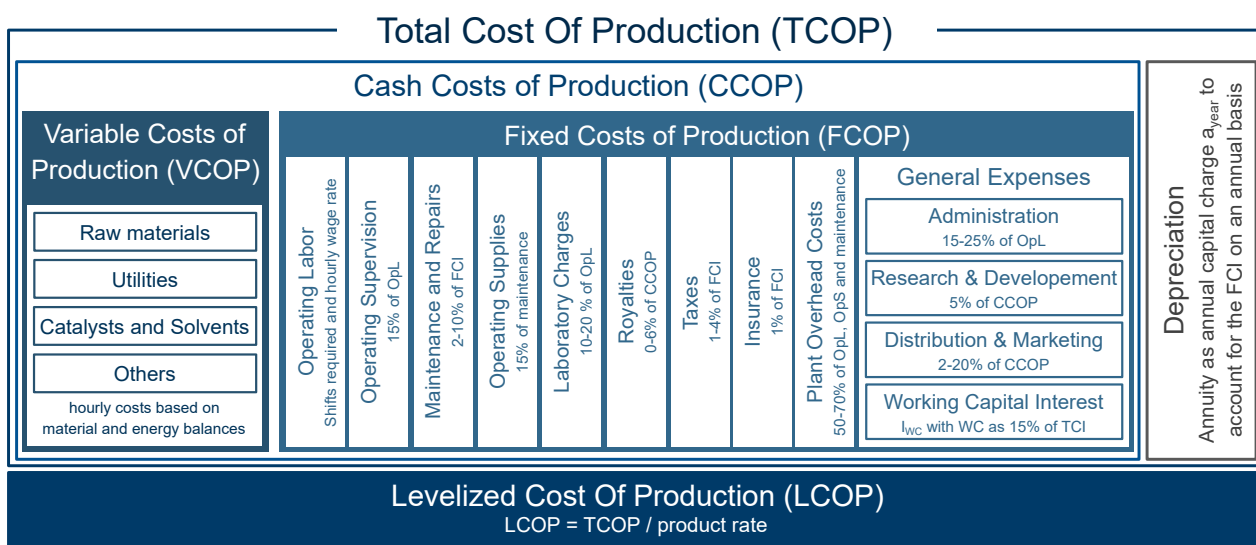 Total Cost Of Production (TCOP)
Cash Costs of Production (CCOP)
Variable Costs of
Production (VCOP)
Raw materials
Utilities
Catalysts and Solvents
Others
hourly costs based on
material and energy balances
Fixed Costs of Production (FCOP)
Operating Labor
Shifts required and hourly wage rate
Operating Supervision
15% of OpL
Maintenance and Repairs
2-10% of FCI
Operating Supplies
15% of maintenance
Laboratory Charges
10-20 % of OpL
Royalties
0-6% of CCOP
Taxes
1-4% of FCI
Insurance
1% of FCI
Plant Overhead Costs
50-70% of OpL, OpS and maintenance
General Expenses
Administration
15-25% of OpL
Research & Developement
5% of CCOP
Distribution & Marketing
2-20% of CCOP
Working Capital Interest
I_WC with WC as 15% of TCI
Depreciation
Annuity as annual capital charge a_year to
account for the FCI on an annual basis
Levelized Cost Of Production (LCOP)
LCOP = TCOP / product rate